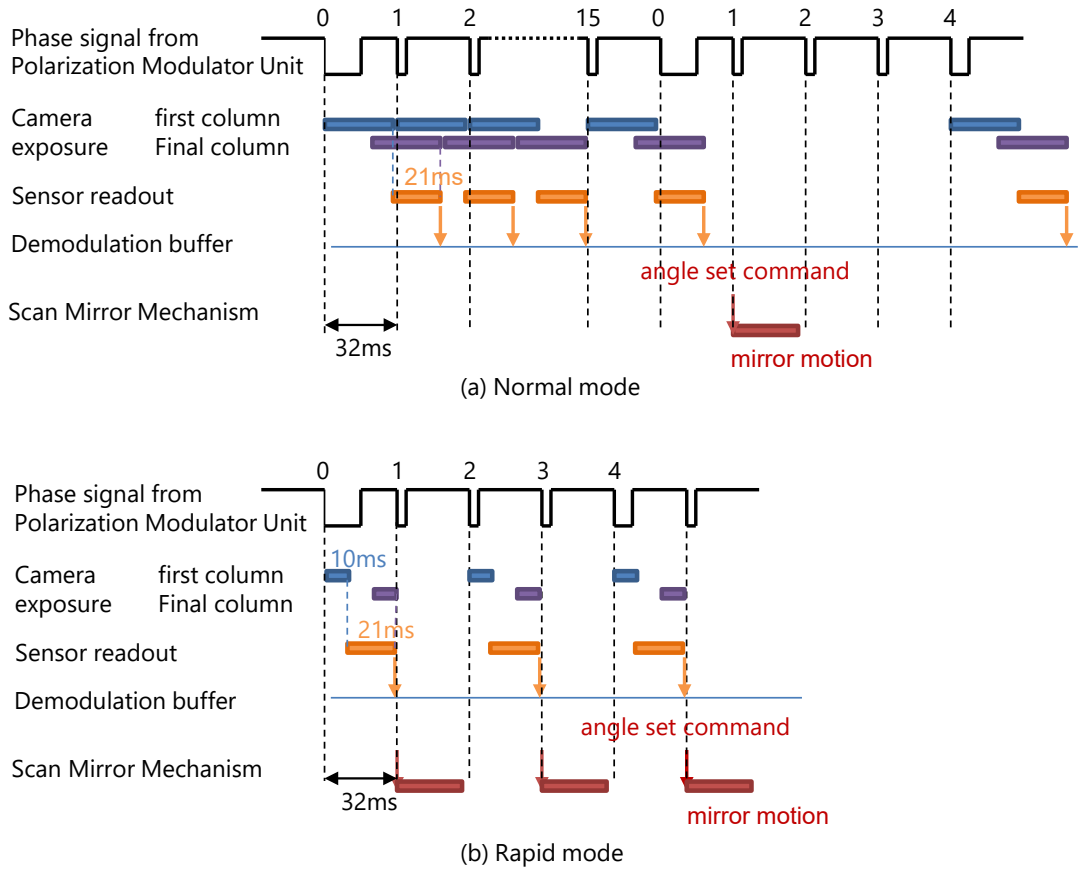 0 1 2 15 0 1 2 3 4
Phase signal from
Polarization Modulator Unit
Camera first column
exposure Final column
21ms
Sensor readout
Demodulation buffer
angle set command
Scan Mirror Mechanism
32ms
mirror motion
(a) Normal mode
0 1 2 3 4
Phase signal from
Polarization Modulator Unit
10ms
Camera first column
exposure Final column
21ms
Sensor readout
Demodulation buffer
angle set command
Scan Mirror Mechanism
32ms
mirror motion
(b) Rapid mode